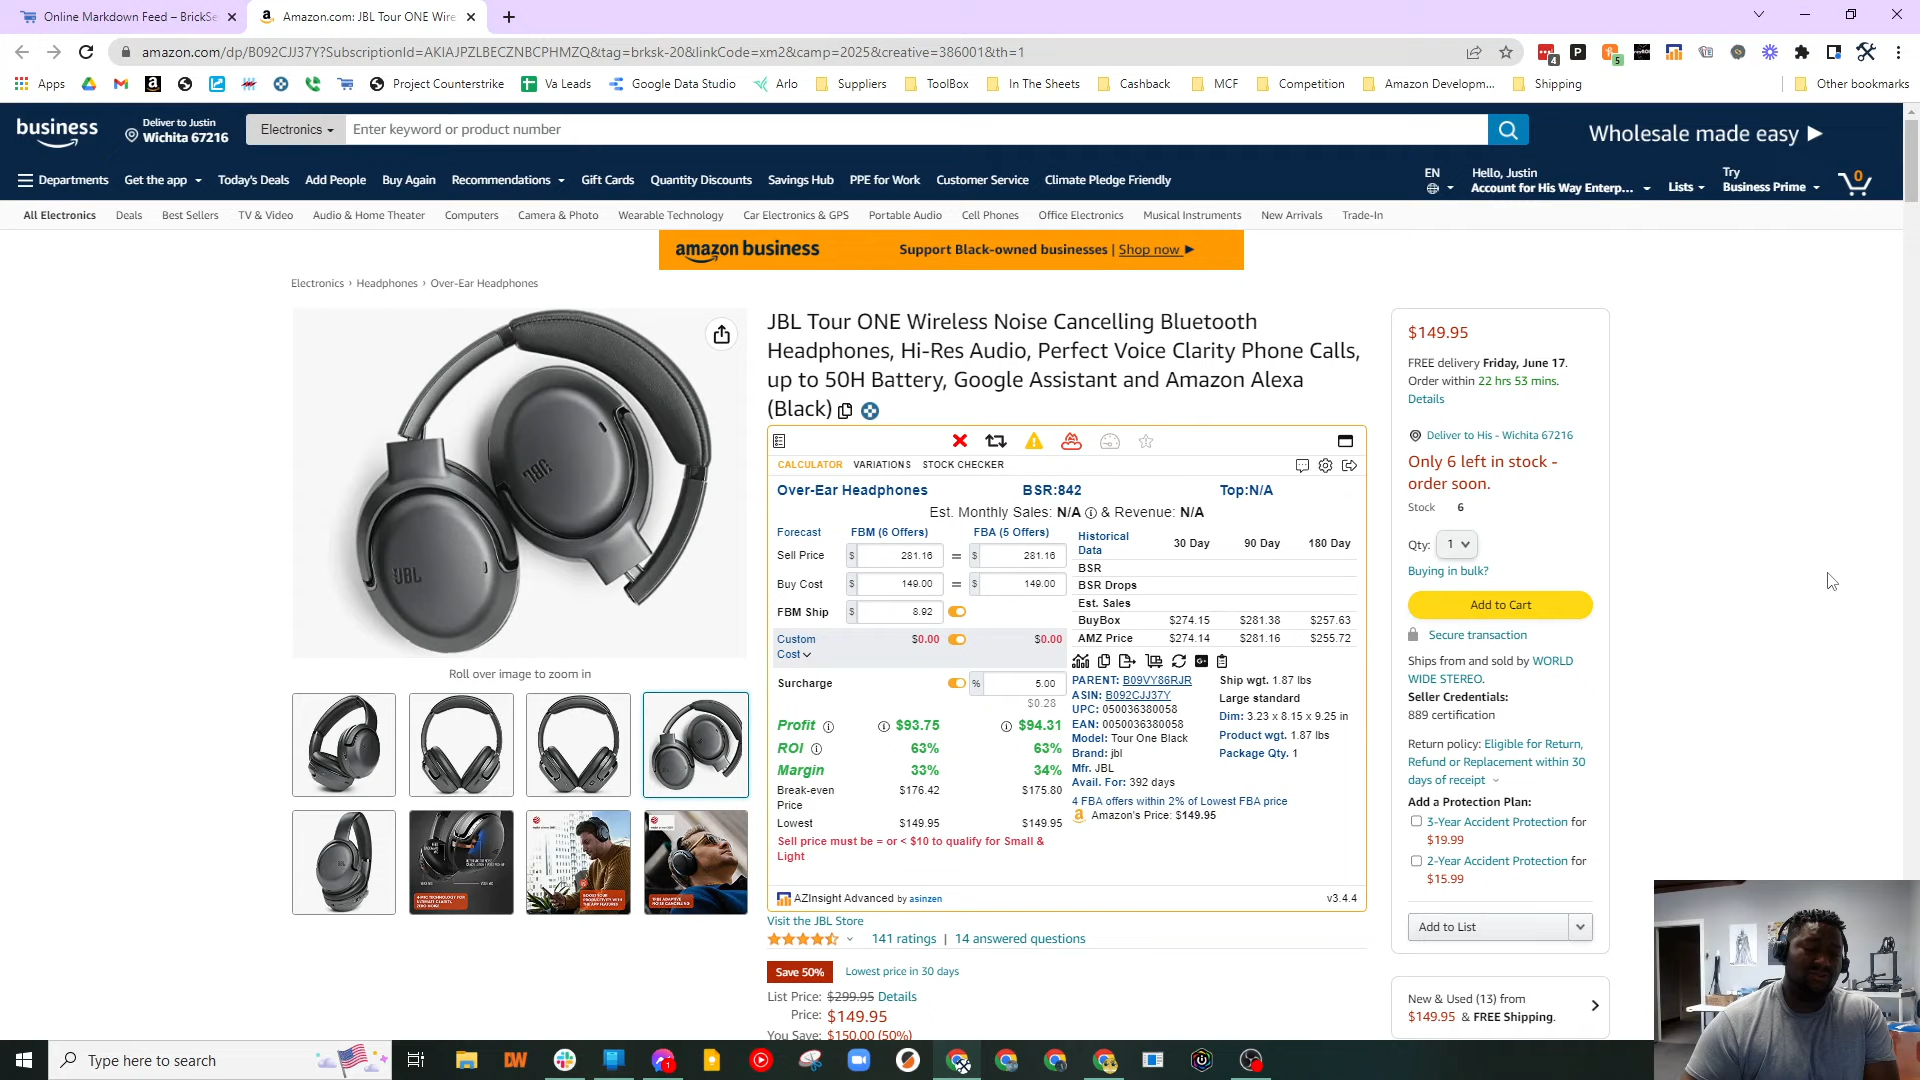 Online Markdown Feed – BrickSe
Amazon.com: JBL Tour ONE Wire
amazon.com/dp/B092CJJ37Y?SubscriptionId=AKIAJPZLBECZNBCPHMZQ&tag=brksk-20&linkCode=xm2&camp=2025&creative=386001&th=1
Apps
Project Counterstrike
Va Leads
Google Data Studio
Arlo
Suppliers
ToolBox
In The Sheets
Cashback
MCF
Competition
Amazon Developm...
Shipping
Other bookmarks
business
Deliver to Justin
Wichita 67216
Electronics
Enter keyword or product number
Wholesale made easy
Departments
Get the app
Today's Deals
Add People
Buy Again
Recommendations
Gift Cards
Quantity Discounts
Savings Hub
PPE for Work
Customer Service
Climate Pledge Friendly
EN
Hello, Justin
Account for His Way Enterp...
Lists
Try
Business Prime
0
All Electronics
Deals
Best Sellers
TV & Video
Audio & Home Theater
Computers
Camera & Photo
Wearable Technology
Car Electronics & GPS
Portable Audio
Cell Phones
Office Electronics
Musical Instruments
New Arrivals
Trade-In
amazon business
Support Black-owned businesses | Shop now
Electronics › Headphones › Over-Ear Headphones
JBL
JBL
Roll over image to zoom in
JBL Tour ONE Wireless Noise Cancelling Bluetooth
Headphones, Hi-Res Audio, Perfect Voice Clarity Phone Calls,
up to 50H Battery, Google Assistant and Amazon Alexa
(Black)
CALCULATOR VARIATIONS STOCK CHECKER
Over-Ear Headphones BSR:842 Top:N/A
Est. Monthly Sales: N/A & Revenue: N/A
Forecast FBM (6 Offers) FBA (5 Offers)
Sell Price $ 281.16 = $ 281.16
Buy Cost $ 149.00 = $ 149.00
FBM Ship $ 8.92
Custom Cost $0.00 $0.00
Surcharge % 5.00
$0.28
Profit $93.75 $94.31
ROI 63% 63%
Margin 33% 34%
Break-even Price $176.42 $175.80
Lowest $149.95 $149.95
Sell price must be = or < $10 to qualify for Small &
Light
Historical Data 30 Day 90 Day 180 Day
BSR
BSR Drops
Est. Sales
BuyBox $274.15 $281.38 $257.63
AMZ Price $274.14 $281.16 $255.72
PARENT: B09VY86RJR
ASIN: B092CJJ37Y
UPC: 050036380058
EAN: 0050036380058
Model: Tour One Black
Brand: jbl
Mfr. JBL
Avail. For: 392 days
Ship wgt. 1.87 lbs
Large standard
Dim: 3.23 x 8.15 x 9.25 in
Product wgt. 1.87 lbs
Package Qty. 1
4 FBA offers within 2% of Lowest FBA price
Amazon's Price: $149.95
AZInsight Advanced by asinzen
v3.4.4
Visit the JBL Store
141 ratings | 14 answered questions
Save 50% Lowest price in 30 days
List Price: $299.95 Details
Price: $149.95
You Save: $150.00 (50%)
$149.95
FREE delivery Friday, June 17.
Order within 22 hrs 53 mins.
Details
Deliver to His - Wichita 67216
Only 6 left in stock -
order soon.
Stock 6
Qty: 1
Buying in bulk?
Add to Cart
Secure transaction
Ships from and sold by WORLD
WIDE STEREO.
Seller Credentials:
889 certification
Return policy: Eligible for Return,
Refund or Replacement within 30
days of receipt
Add a Protection Plan:
3-Year Accident Protection for
$19.99
2-Year Accident Protection for
$15.99
Add to List
New & Used (13) from
$149.95 & FREE Shipping.
Type here to search